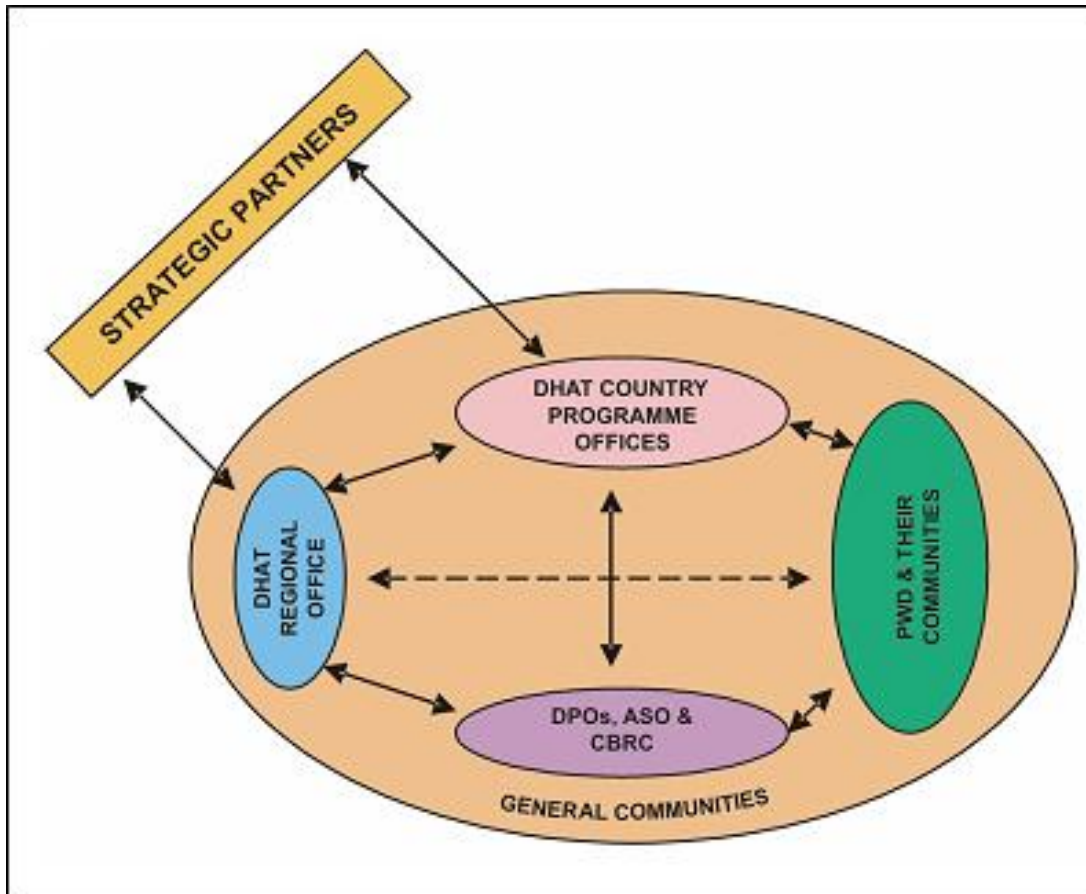 STRATEGIC PARTNERS
DHAT COUNTRY
PROGRAMME
OFFICES
DHAT
REGIONAL
OFFICE
PWD & THEIR
COMMUNITIES
DPOs, ASO &
CBRC
GENERAL COMMUNITIES